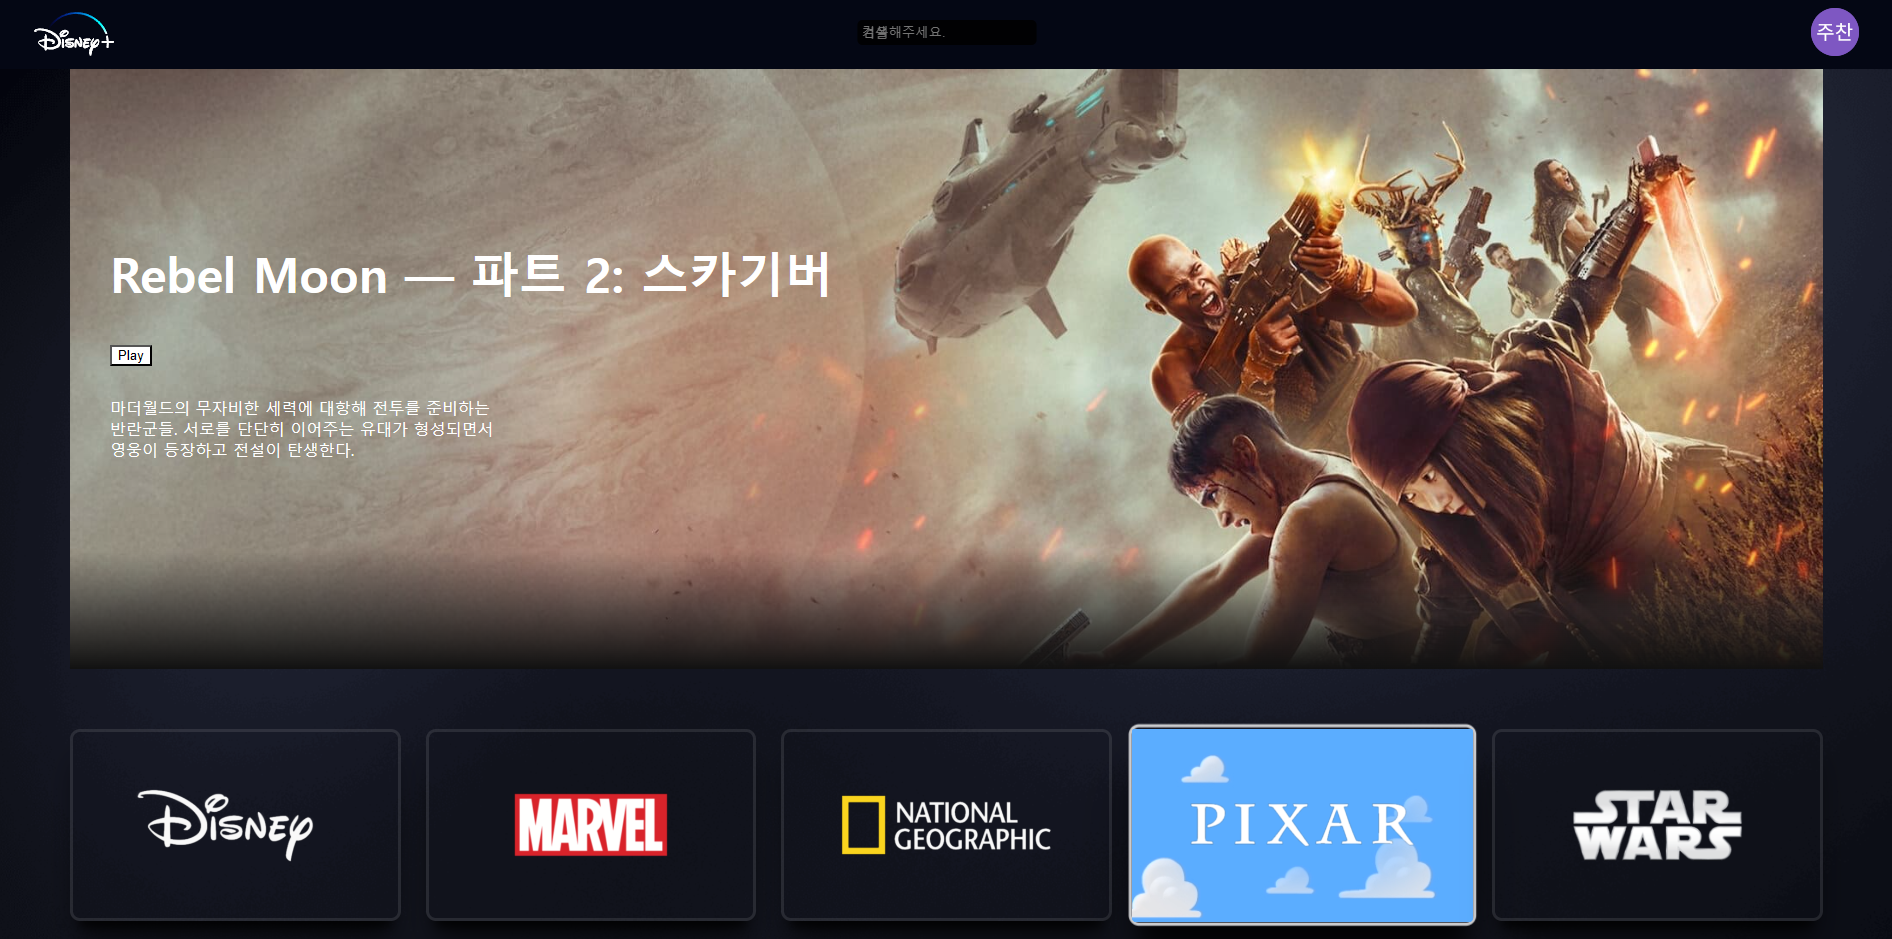 Disney+
검색해주세요.
주찬
Rebel Moon — 파트 2: 스카기버
Play
마더월드의 무자비한 세력에 대항해 전투를 준비하는
반란군들. 서로를 단단히 이어주는 유대가 형성되면서
영웅이 등장하고 전설이 탄생한다.
Disney
MARVEL
NATIONAL
GEOGRAPHIC
PIXAR
STAR
WARS